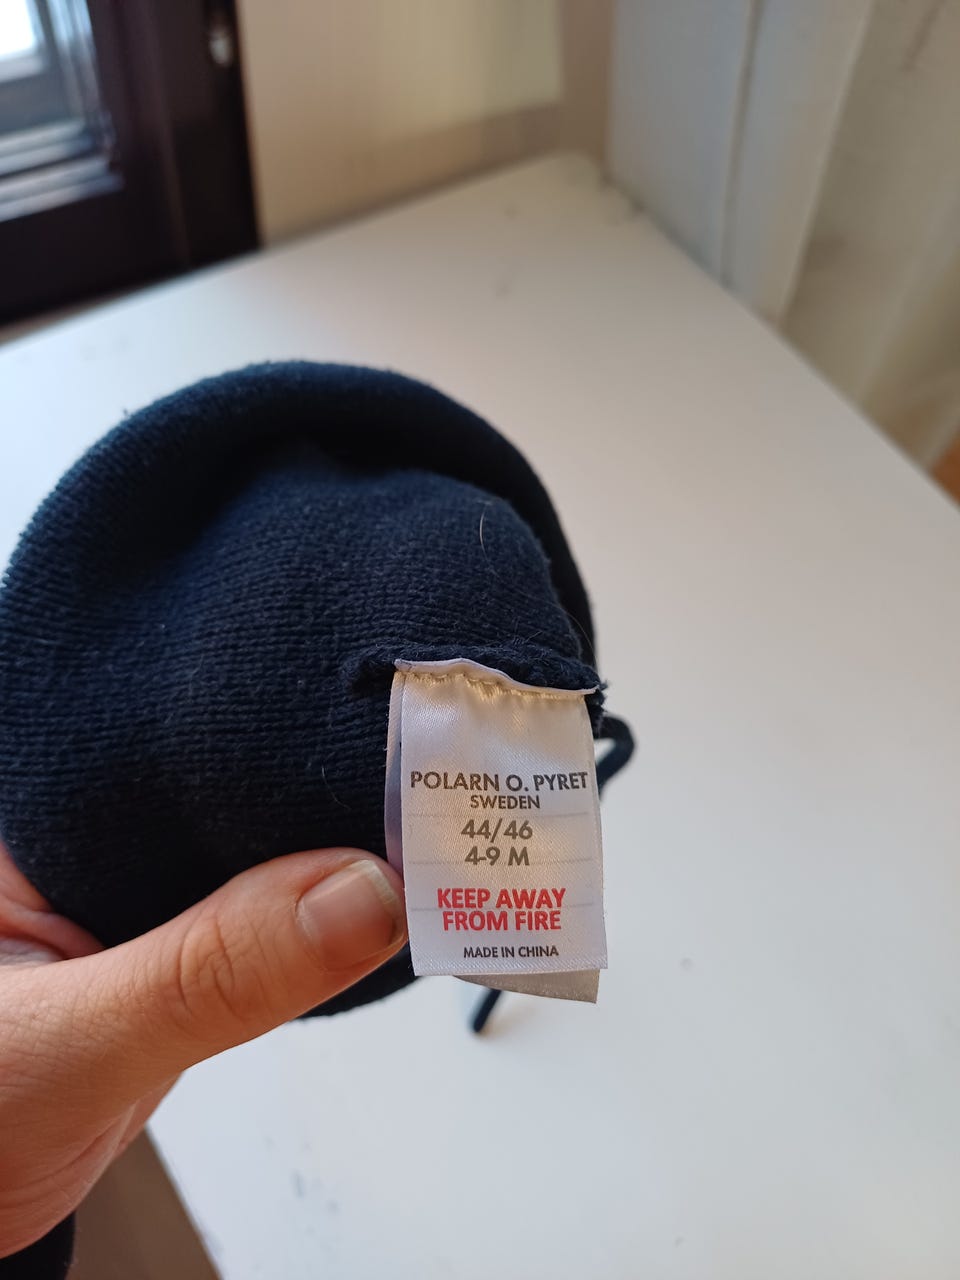 POLARN O. PYRET
SWEDEN
44/46
4-9 M
KEEP AWAY
FROM FIRE
MADE IN CHINA